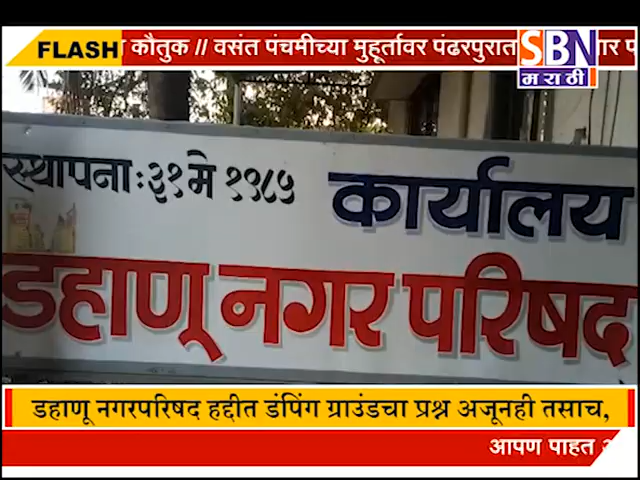 FLASH कौतुक // वसंत पंचमीच्या मुहूर्तावर पंढरपुरात
SBN
मराठी
स्थापना : ३१ मे १९८५ कार्यालय
डहाणू नगर परिषद
डहाणू नगरपरिषद हद्दीत डंपिंग ग्राउंडचा प्रश्न अजूनही तसाच,
आपण पाहत